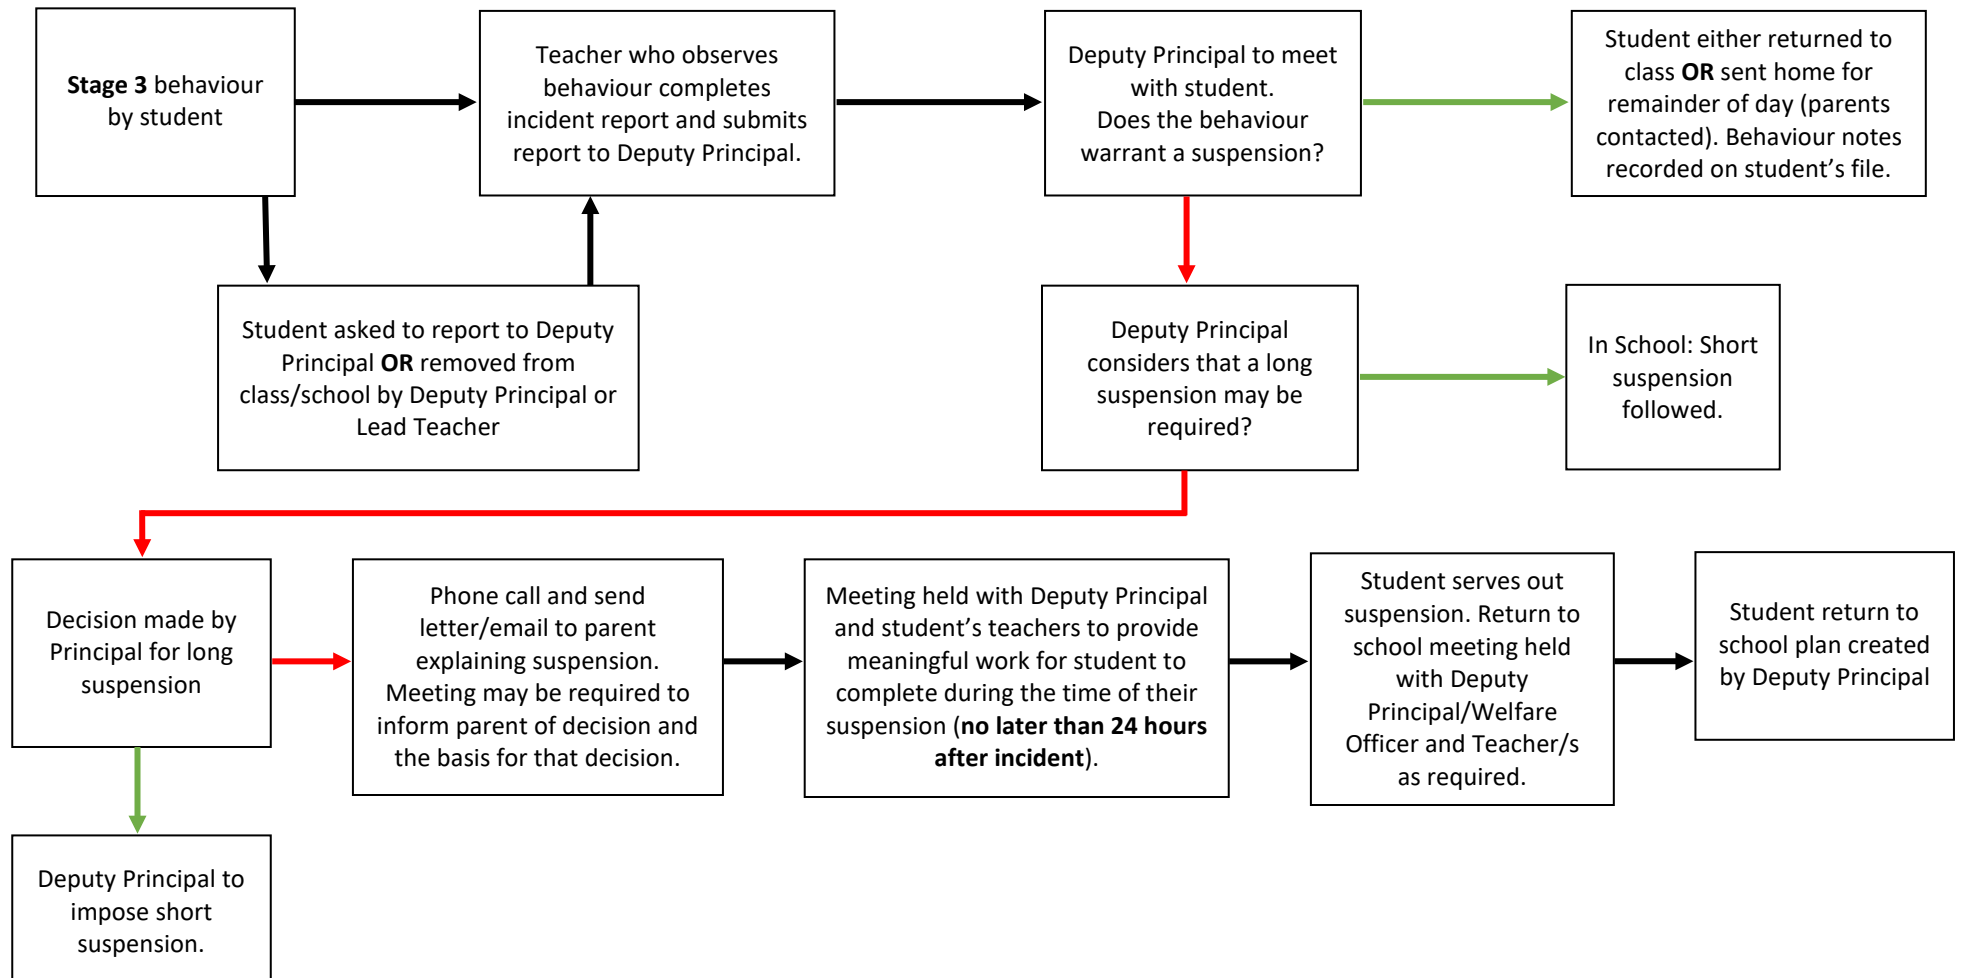 Stage 3 behaviour
by student
Teacher who observes
behaviour completes
incident report and submits
report to Deputy Principal.
Deputy Principal to meet
with student.
Does the behaviour
warrant a suspension?
Student either returned to
class OR sent home for
remainder of day (parents
contacted). Behaviour notes
recorded on student’s file.
Student asked to report to Deputy
Principal OR removed from
class/school by Deputy Principal or
Lead Teacher
Deputy Principal
considers that a long
suspension may be
required?
In School: Short
suspension
followed.
Decision made by
Principal for long
suspension
Phone call and send
letter/email to parent
explaining suspension.
Meeting may be required to
inform parent of decision and
the basis for that decision.
Meeting held with Deputy Principal
and student’s teachers to provide
meaningful work for student to
complete during the time of their
suspension (no later than 24 hours
after incident).
Student serves out
suspension. Return to
school meeting held
with Deputy
Principal/Welfare
Officer and Teacher/s
as required.
Student return to
school plan created
by Deputy Principal
Deputy Principal to
impose short
suspension.